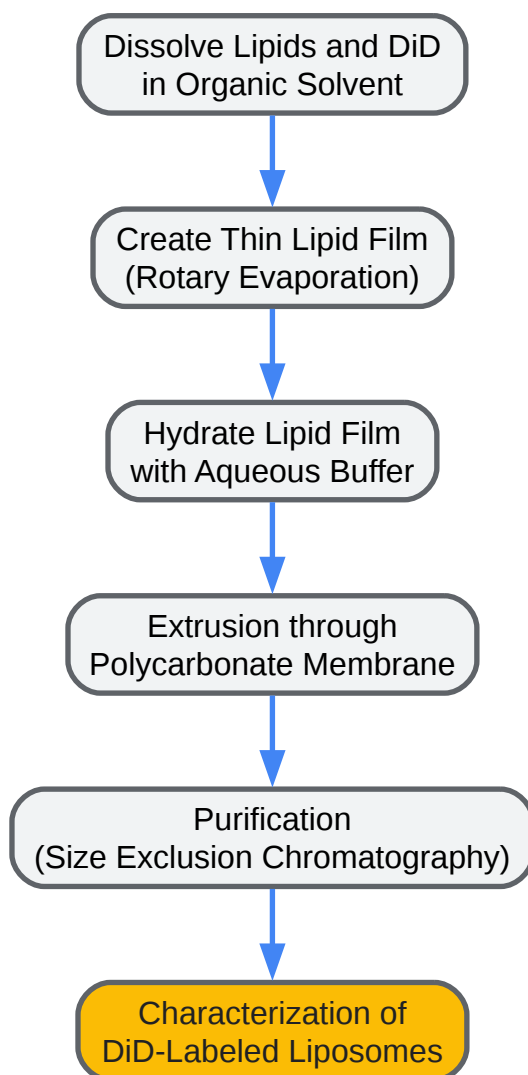 Dissolve Lipids and DiD
in Organic Solvent
Create Thin Lipid Film
(Rotary Evaporation)
Hydrate Lipid Film
with Aqueous Buffer
Extrusion through
Polycarbonate Membrane
Purification
(Size Exclusion Chromatography)
Characterization of
DiD-Labeled Liposomes